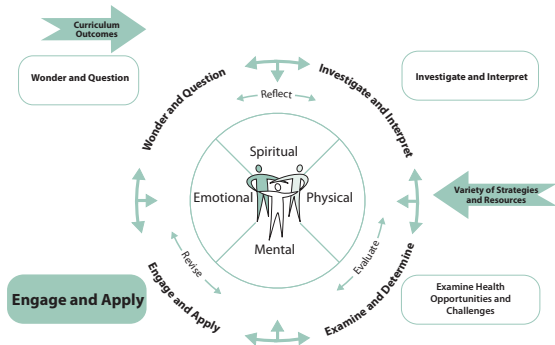 Curriculum
Outcomes
Wonder and Question
Investigate and Interpret
Wonder and Question
Investigate and Interpret
Reflect
Spiritual
Emotional
Physical
Mental
Variety of Strategies
and Resources
Revise
Evaluate
Engage and Apply
Examine and Determine
Engage and Apply
Examine Health
Opportunities and
Challenges